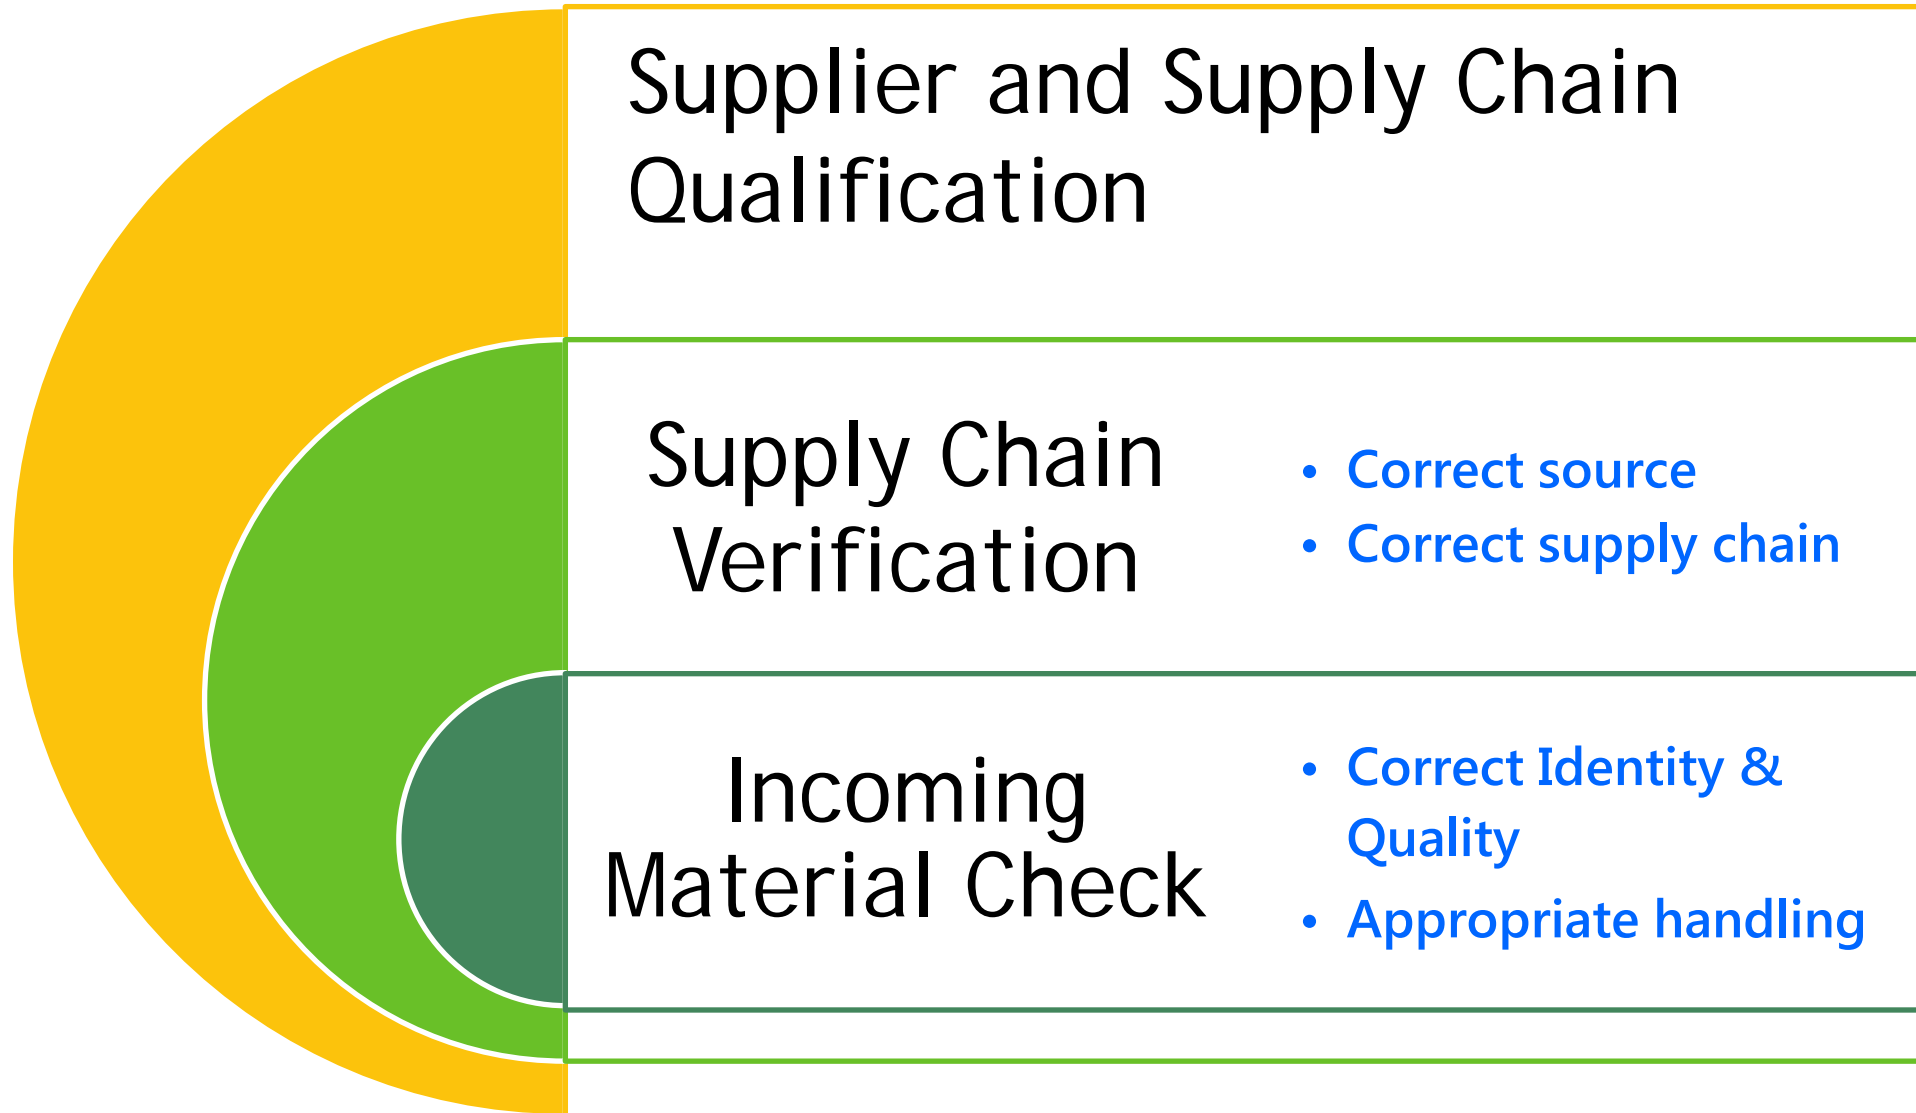 Supplier and Supply Chain
Qualification
Supply Chain
Verification
• Correct source
• Correct supply chain
Incoming
Material Check
• Correct Identity &
Quality
• Appropriate handling